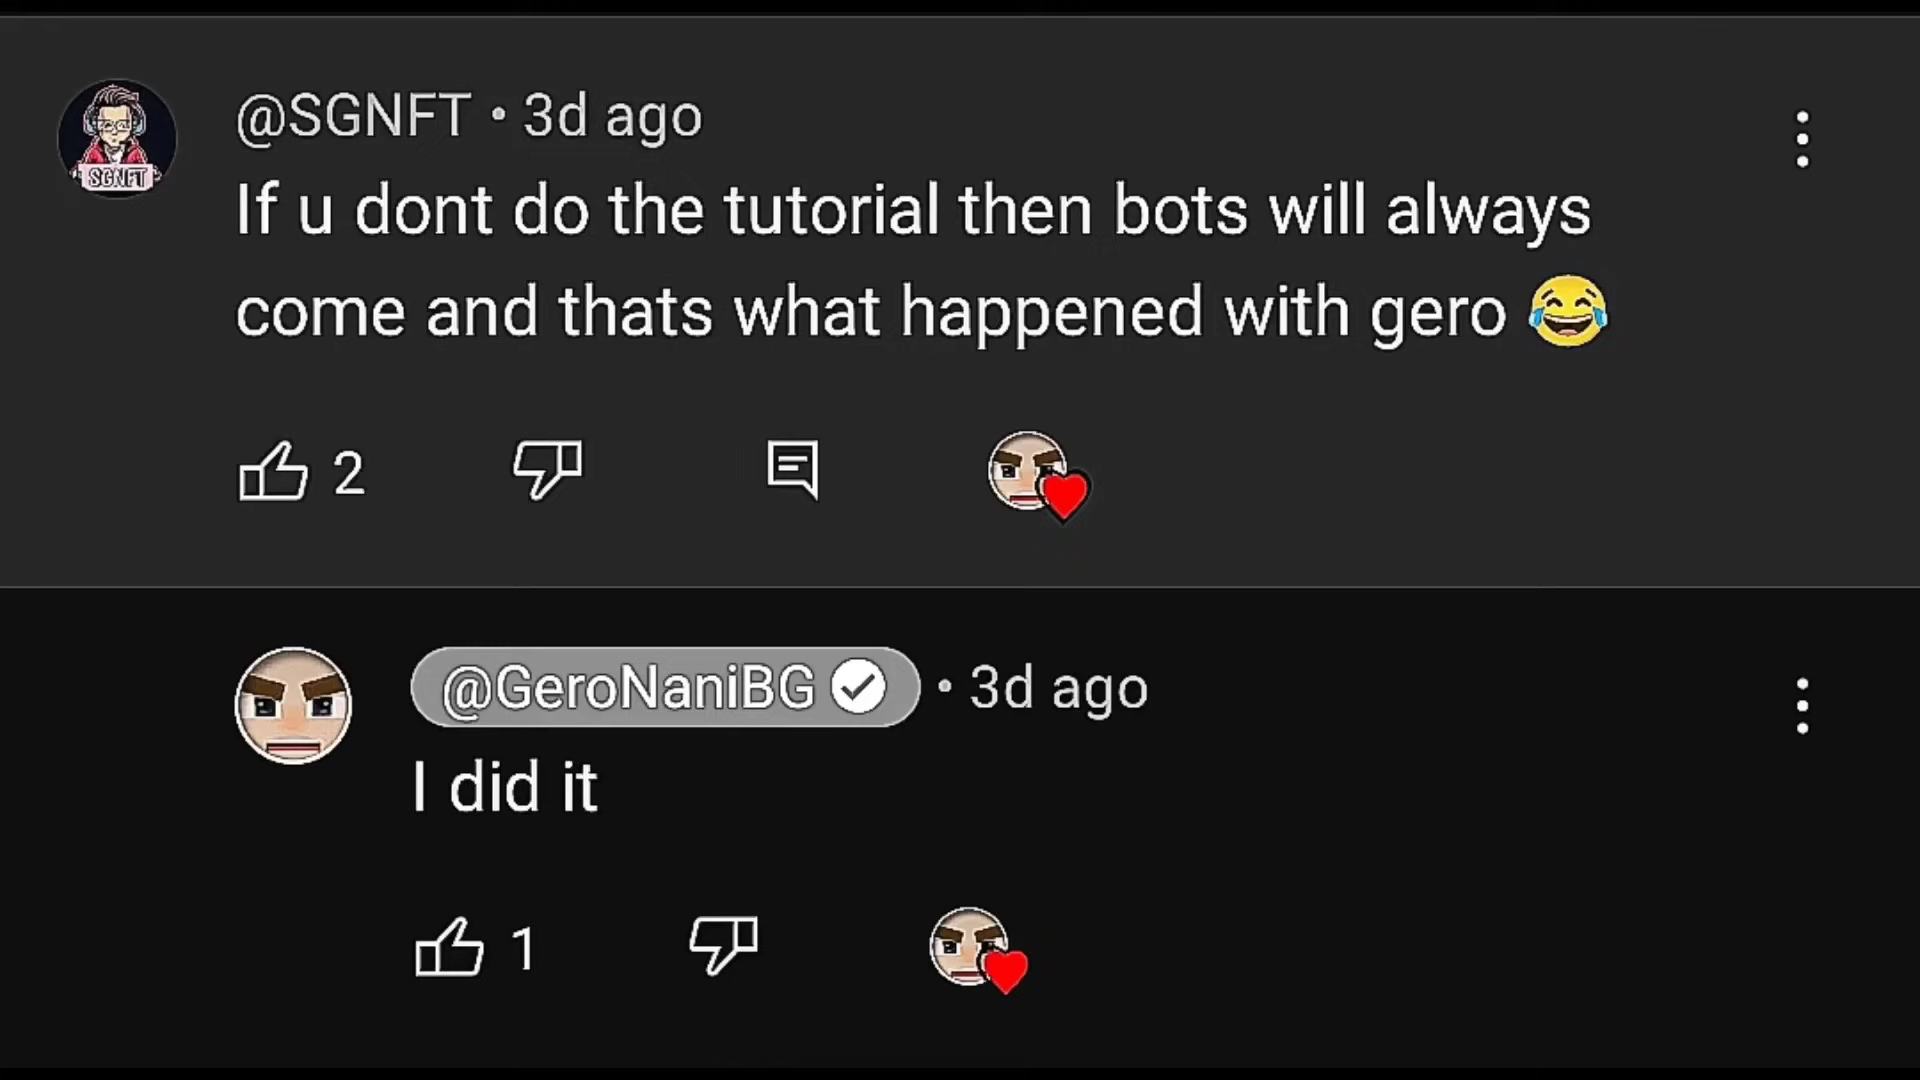 @SGNFT • 3d ago
SGNFT
If u dont do the tutorial then bots will always
come and thats what happened with gero 😂
2
@GeroNaniBG • 3d ago
I did it
1